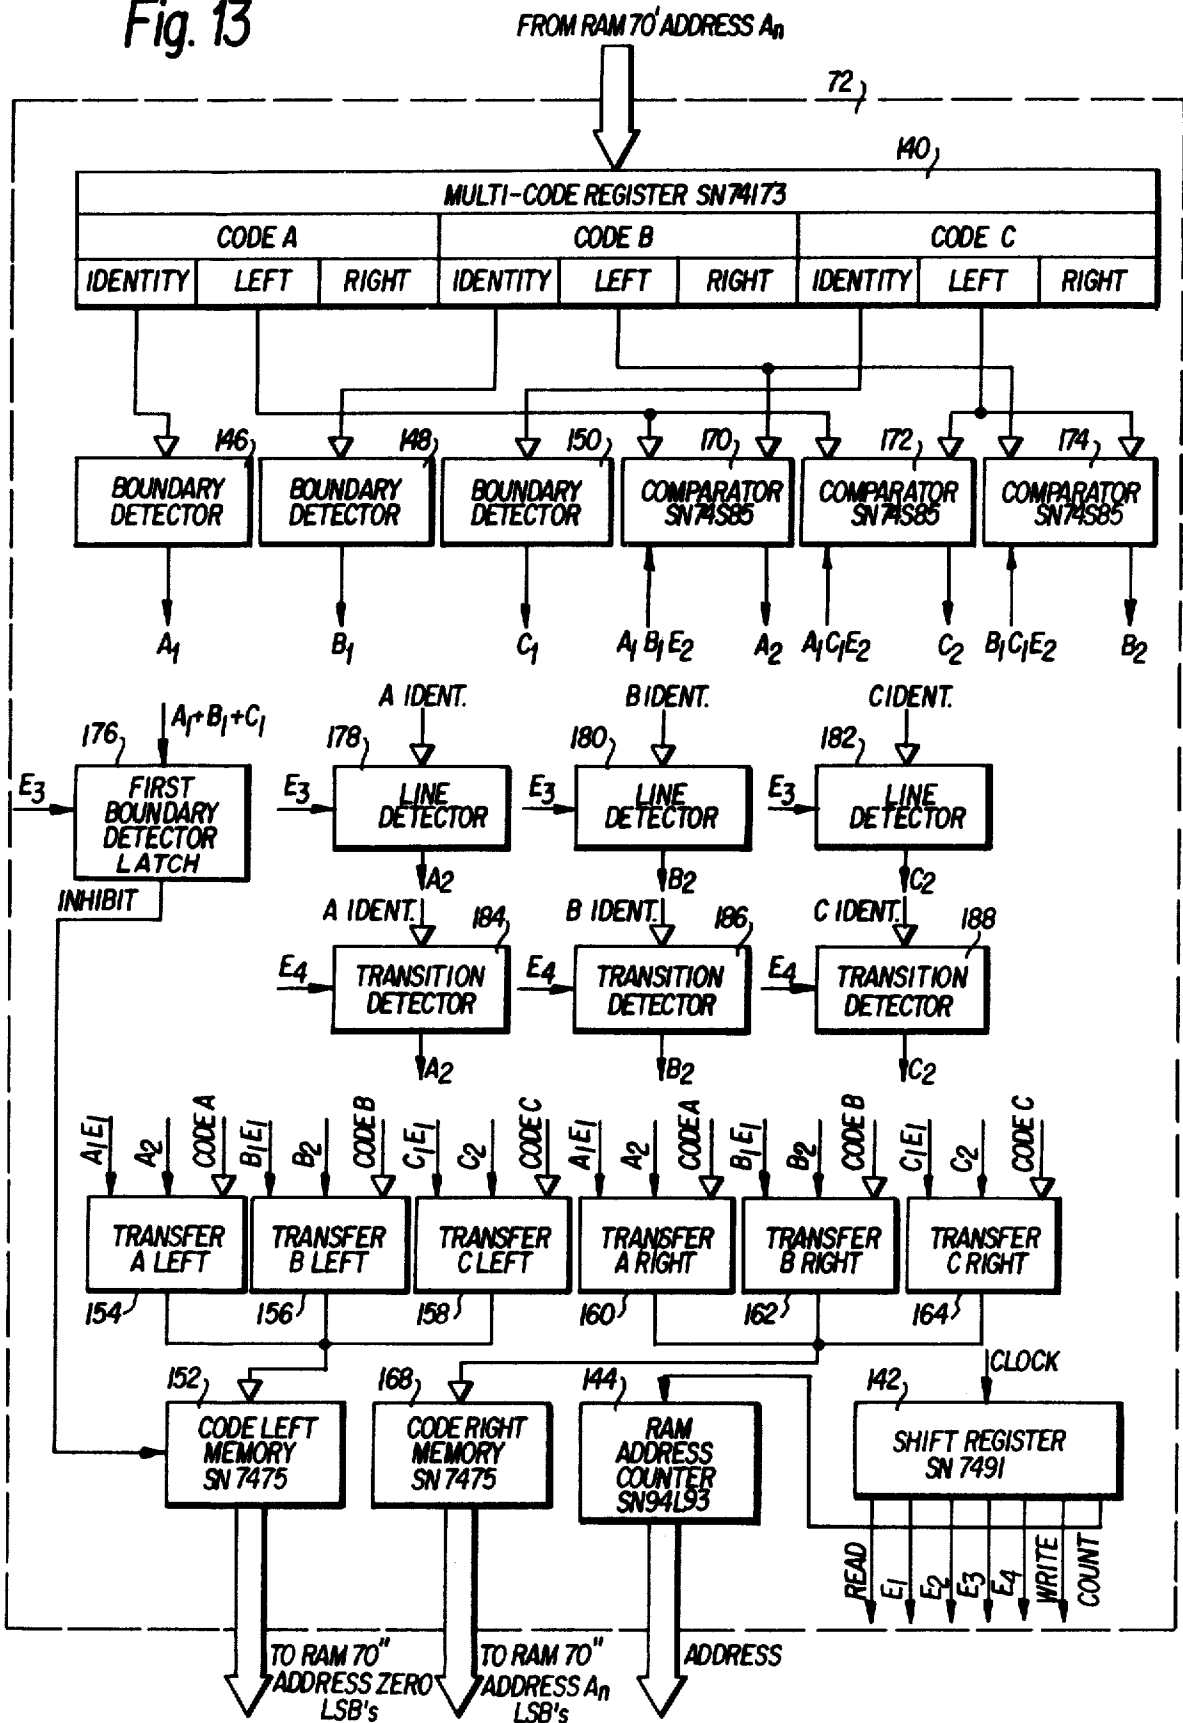 Fig. 13
FROM RAM 70' ADDRESS An
72
140
MULTI-CODE REGISTER SN74173
CODE A CODE B CODE C
IDENTITY LEFT RIGHT IDENTITY LEFT RIGHT IDENTITY LEFT RIGHT
146 148 150 170 172 174
BOUNDARY DETECTOR
BOUNDARY DETECTOR
BOUNDARY DETECTOR
COMPARATOR SN74S85
COMPARATOR SN74S85
COMPARATOR SN74S85
A1 B1 C1 A1 B1 E2 A2 A1 C1 E2 C2 B1 C1 E2 B2
A IDENT. B IDENT. C IDENT.
A1+B1+C1
176 178 180 182
E3
FIRST
BOUNDARY
DETECTOR
LATCH
E3
LINE
DETECTOR
E3
LINE
DETECTOR
E3
LINE
DETECTOR
INHIBIT
A2 B2 C2
A IDENT. B IDENT. C IDENT.
184 186 188
E4
TRANSITION
DETECTOR
E4
TRANSITION
DETECTOR
E4
TRANSITION
DETECTOR
A2 B2 C2
A1E1 A2 CODE A B1E1 B2 CODE B C1E1 C2 CODE C A1E1 A2 CODE A B1E1 B2 CODE B C1E1 C2 CODE C
TRANSFER
A LEFT
TRANSFER
B LEFT
TRANSFER
C LEFT
TRANSFER
A RIGHT
TRANSFER
B RIGHT
TRANSFER
C RIGHT
154 156 158 160 162 164
CLOCK
152 168 144 142
CODE LEFT
MEMORY
SN 7475
CODE RIGHT
MEMORY
SN 7475
RAM
ADDRESS
COUNTER
SN94L93
SHIFT REGISTER
SN 7491
READ E1 E2 E3 E4 WRITE COUNT
TO RAM 70"
ADDRESS ZERO
LSB's
TO RAM 70"
ADDRESS An
LSB's
ADDRESS